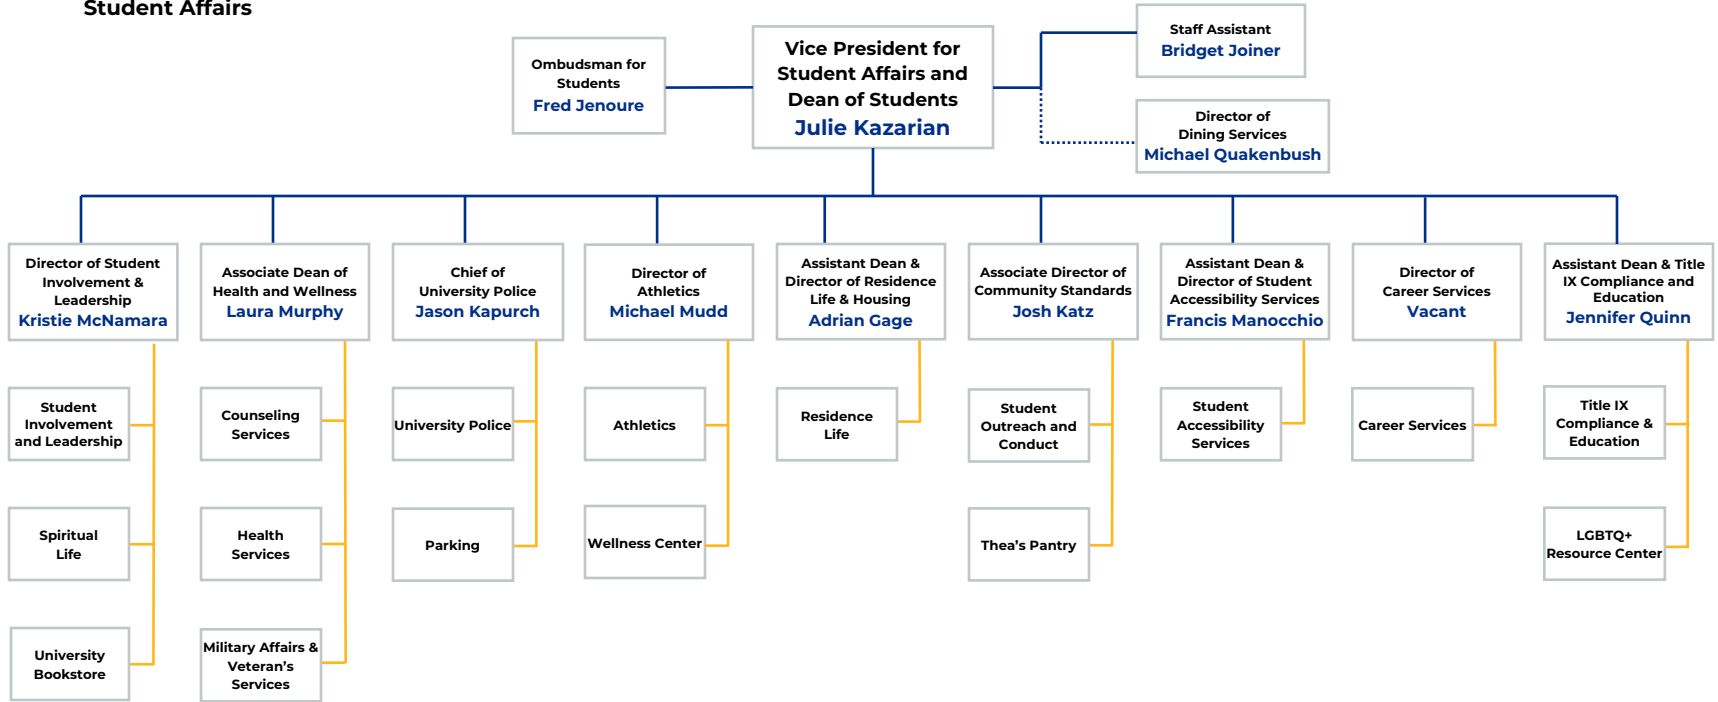 Student Affairs
Ombudsman for
Students
Fred Jenoure
Vice President for
Student Affairs and
Dean of Students
Julie Kazarian
Staff Assistant
Bridget Joiner
Director of
Dining Services
Michael Quakenbush
Director of Student
Involvement &
Leadership
Kristie McNamara
Associate Dean of
Health and Wellness
Laura Murphy
Chief of
University Police
Jason Kapurch
Director of
Athletics
Michael Mudd
Assistant Dean &
Director of Residence
Life & Housing
Adrian Gage
Associate Director of
Community Standards
Josh Katz
Assistant Dean &
Director of Student
Accessibility Services
Francis Manocchio
Director of
Career Services
Vacant
Assistant Dean & Title
IX Compliance and
Education
Jennifer Quinn
Student
Involvement
and Leadership
Counseling
Services
University Police
Athletics
Residence
Life
Student
Outreach and
Conduct
Student
Accessibility
Services
Career Services
Title IX
Compliance &
Education
Spiritual
Life
Health
Services
Parking
Wellness Center
Thea's Pantry
LGBTQ+
Resource Center
University
Bookstore
Military Affairs &
Veteran's
Services